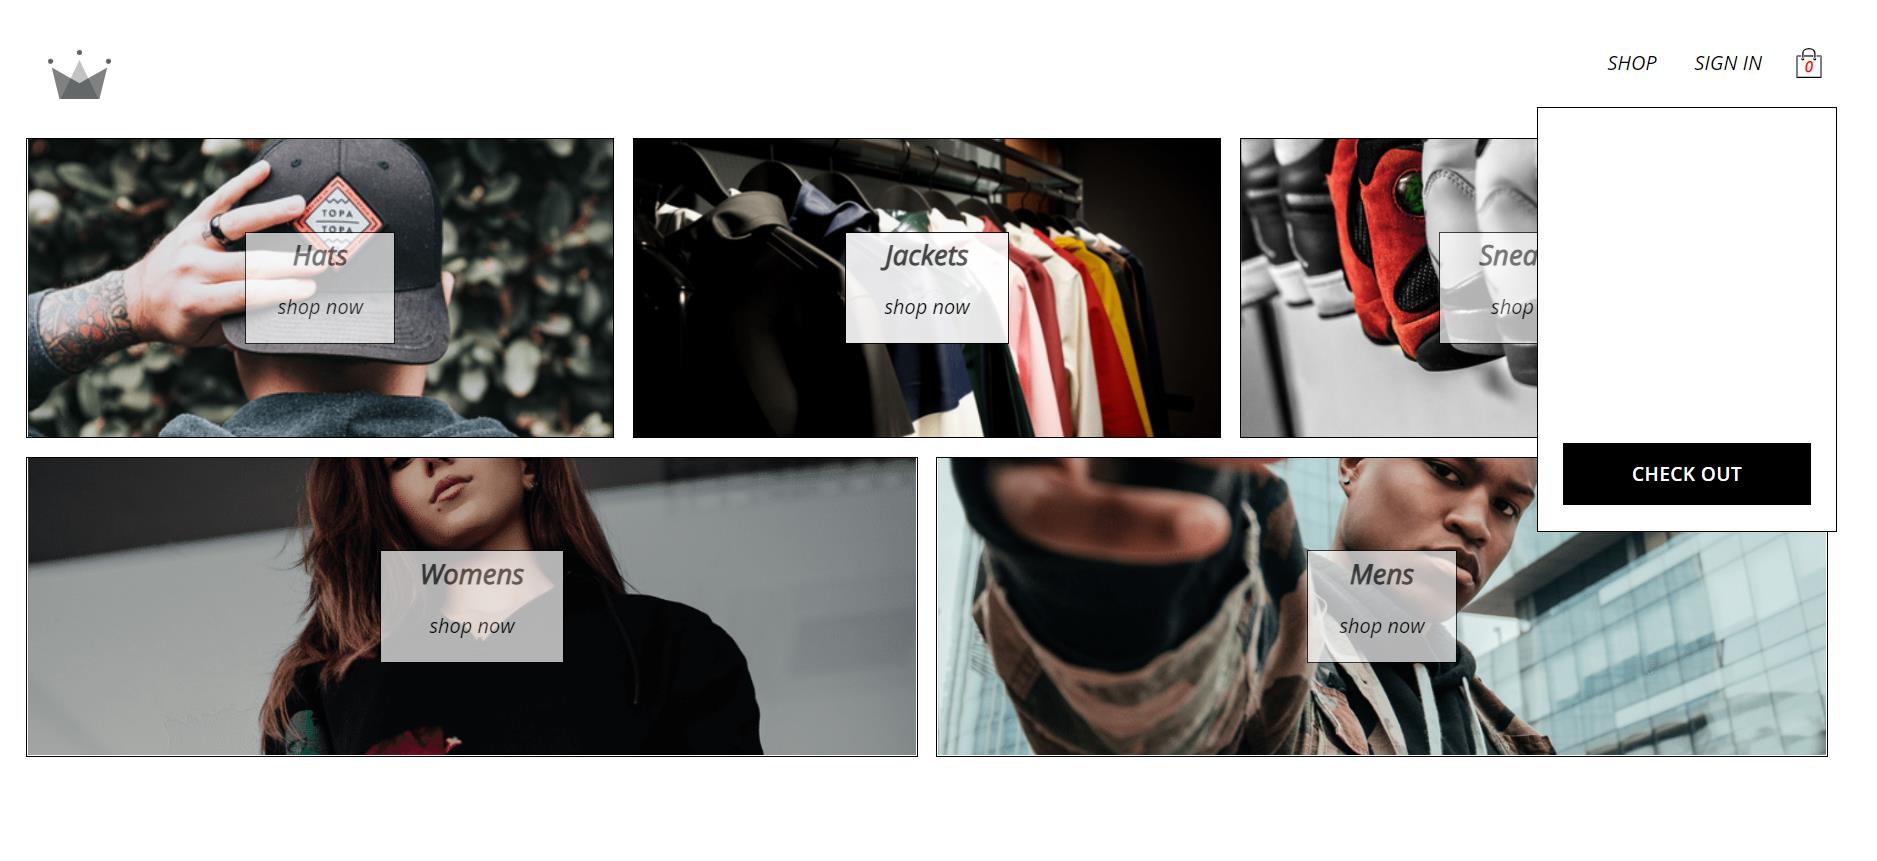 SHOP SIGN IN 0
TOPA
TOPA
Hats
shop now
Jackets
shop now
Snea
shop
CHECK OUT
Womens
shop now
Mens
shop now